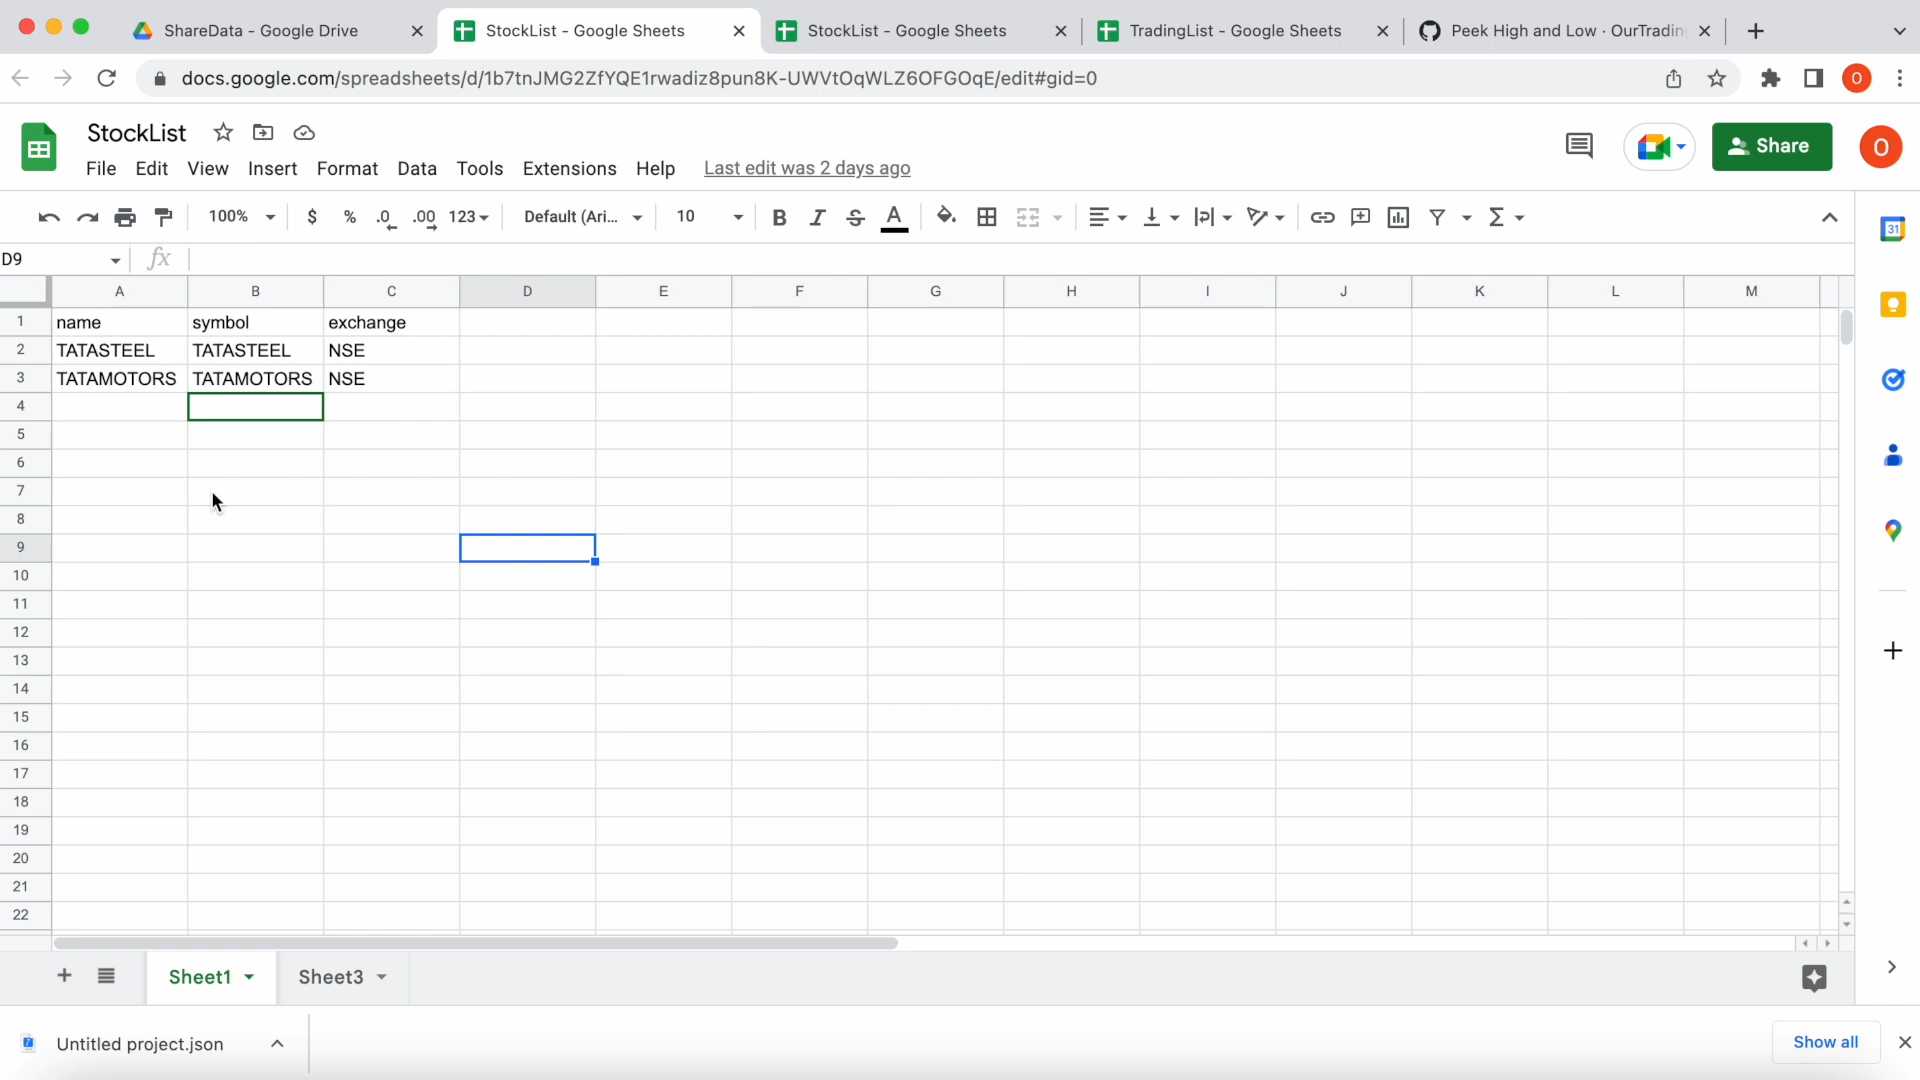 ShareData - Google Drive
StockList - Google Sheets
StockList - Google Sheets
TradingList - Google Sheets
Peek High and Low · OurTradin
docs.google.com/spreadsheets/d/1b7tnJMG2ZfYQE1rwadiz8pun8K-UWVtOqWLZ6OFGOqE/edit#gid=0
O
StockList
File Edit View Insert Format Data Tools Extensions Help Last edit was 2 days ago
Share
O
100% $ % .0 .00 123 Default (Ari... 10 B I S A Σ
31
D9 fx
A B C D E F G H I J K L M
1 name symbol exchange
2 TATASTEEL TATASTEEL NSE
3 TATAMOTORS TATAMOTORS NSE
4
5
6
7
8
9
10
11
12
13
14
15
16
17
18
19
20
21
22
Sheet1 Sheet3
Untitled project.json
Show all